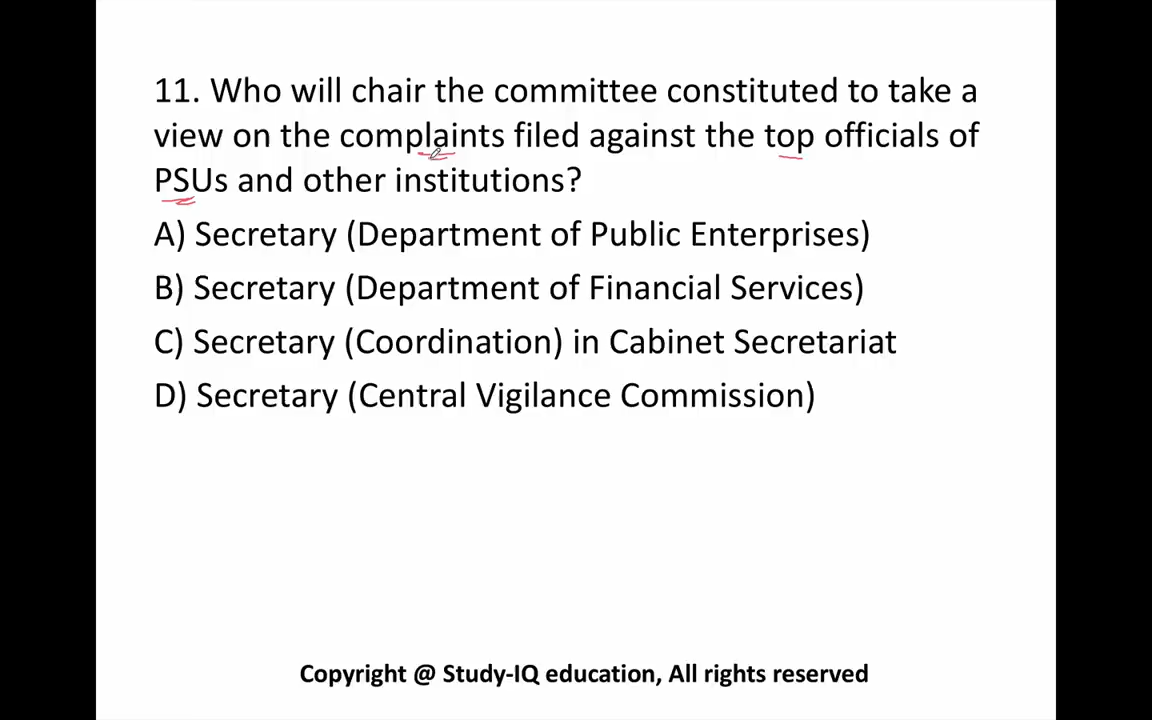 11. Who will chair the committee constituted to take a
view on the complaints filed against the top officials of
PSUs and other institutions?
A) Secretary (Department of Public Enterprises)
B) Secretary (Department of Financial Services)
C) Secretary (Coordination) in Cabinet Secretariat
D) Secretary (Central Vigilance Commission)
Copyright @ Study-IQ education, All rights reserved